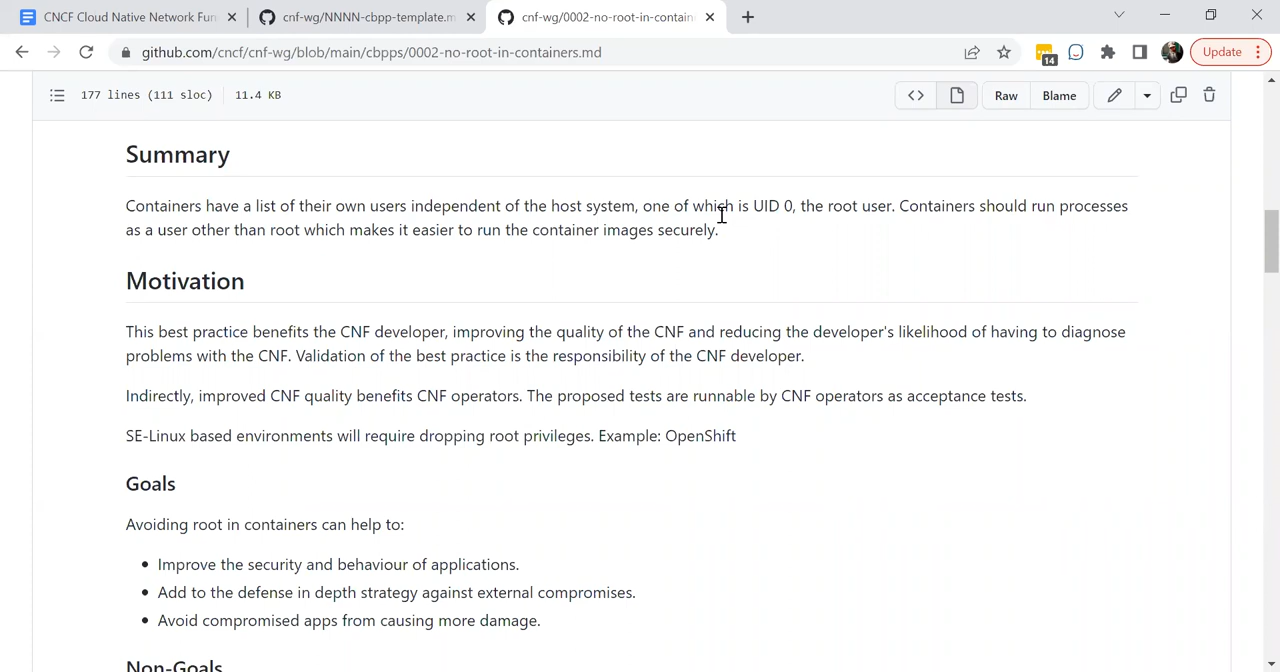 CNCF Cloud Native Network Fun
cnf-wg/NNNN-cbpp-template.m
cnf-wg/0002-no-root-in-contain
github.com/cncf/cnf-wg/blob/main/cbpps/0002-no-root-in-containers.md
14
Update
177 lines (111 sloc) 11.4 KB
Raw Blame
Summary
Containers have a list of their own users independent of the host system, one of which is UID 0, the root user. Containers should run processes
as a user other than root which makes it easier to run the container images securely.
Motivation
This best practice benefits the CNF developer, improving the quality of the CNF and reducing the developer's likelihood of having to diagnose
problems with the CNF. Validation of the best practice is the responsibility of the CNF developer.
Indirectly, improved CNF quality benefits CNF operators. The proposed tests are runnable by CNF operators as acceptance tests.
SE-Linux based environments will require dropping root privileges. Example: OpenShift
Goals
Avoiding root in containers can help to:
• Improve the security and behaviour of applications.
• Add to the defense in depth strategy against external compromises.
• Avoid compromised apps from causing more damage.
Non-Goals